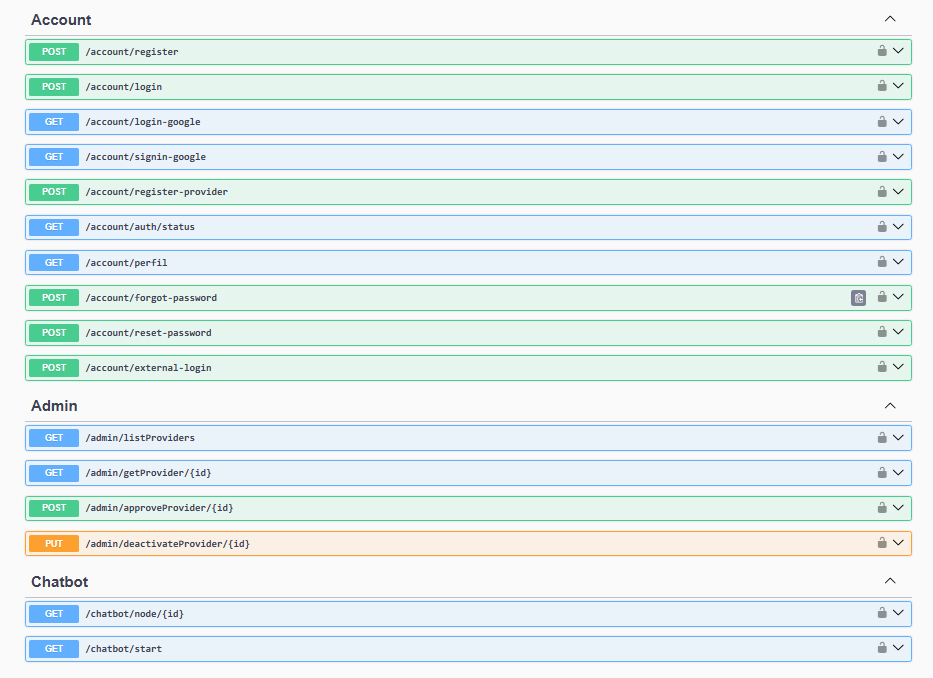 Account
POST /account/register
POST /account/login
GET /account/login-google
GET /account/signin-google
POST /account/register-provider
GET /account/auth/status
GET /account/perfil
POST /account/forgot-password
POST /account/reset-password
POST /account/external-login
Admin
GET /admin/listProviders
GET /admin/getProvider/{id}
POST /admin/approveProvider/{id}
PUT /admin/deactivateProvider/{id}
Chatbot
GET /chatbot/node/{id}
GET /chatbot/start